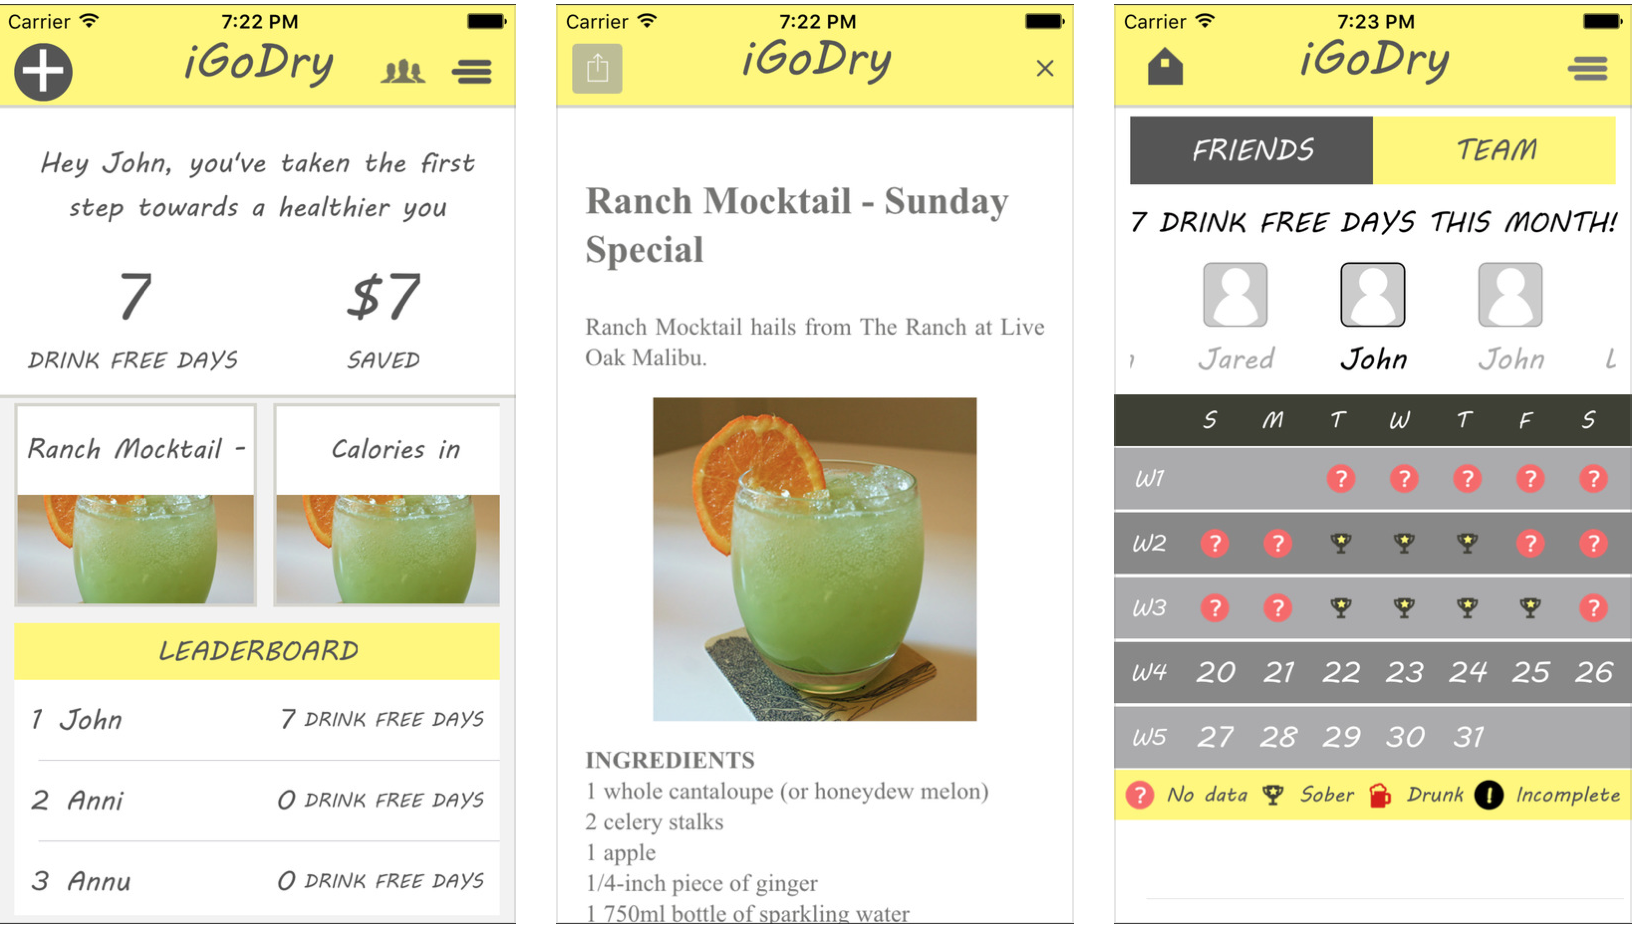 Carrier 7:22 PM
iGoDry
Hey John, you've taken the first
step towards a healthier you
7 $7
DRINK FREE DAYS SAVED
Ranch Mocktail - Calories in
LEADERBOARD
1 John 7 DRINK FREE DAYS
2 Anni 0 DRINK FREE DAYS
3 Annu 0 DRINK FREE DAYS
Carrier 7:22 PM
iGoDry ×
Ranch Mocktail - Sunday
Special
Ranch Mocktail hails from The Ranch at Live
Oak Malibu.
INGREDIENTS
1 whole cantaloupe (or honeydew melon)
2 celery stalks
1 apple
1/4-inch piece of ginger
1 750ml bottle of sparkling water
Carrier 7:23 PM
iGoDry
FRIENDS TEAM
7 DRINK FREE DAYS THIS MONTH!
Jared John John L
S M T W T F S
W1 ? ? ? ? ?
W2 ? ? ? ?
W3 ? ? ?
W4 20 21 22 23 24 25 26
W5 27 28 29 30 31
? No data Sober Drunk ! Incomplete